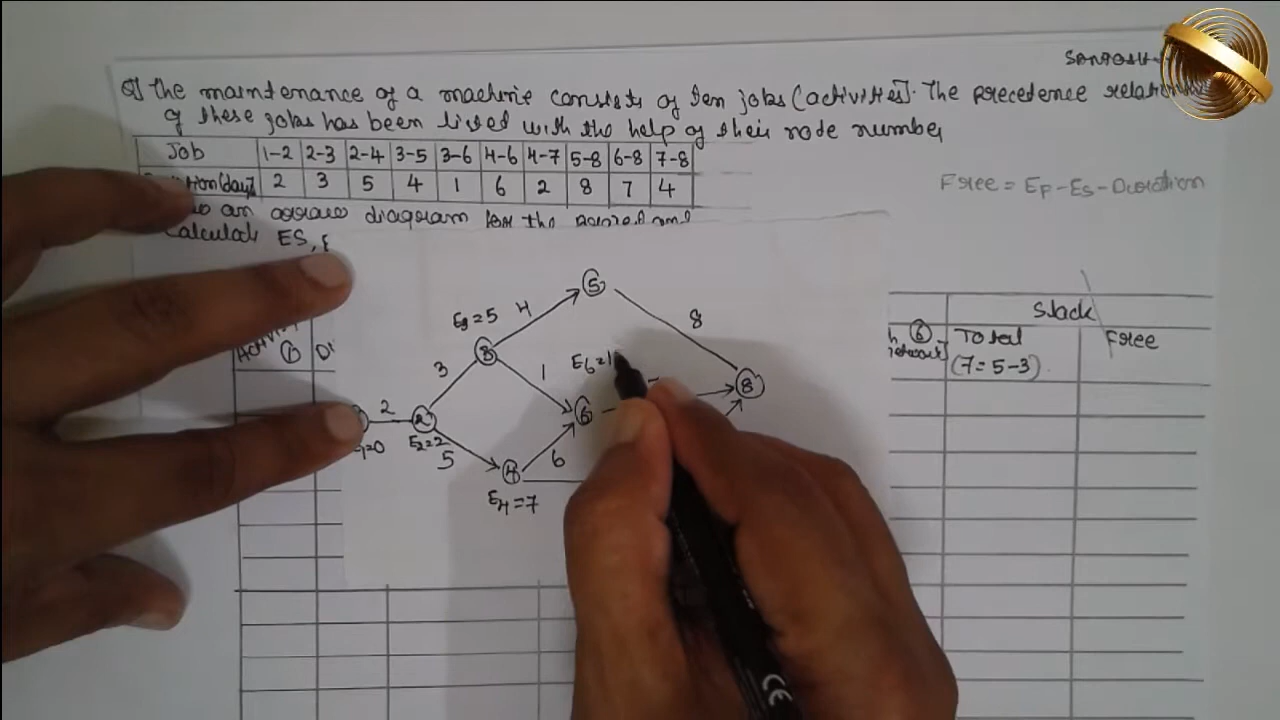 SANTOSH
Q) The maintenance of a machine consists of Ten jobs (activities). The precedence
of these jobs has been listed with the help of their node number
Job 1-2 2-3 2-4 3-5 3-6 4-6 4-7 5-8 6-8 7-8
2 3 5 4 1 6 2 8 7 4
Free = EF - ES - Duration
an arrow diagram for the
Calculate ES,
5
E3=5 4
8
3
3
1
E6=1
8
2
2
6
E1=0
E2=2
5
4
6
E4=7
6
Slack
Total
(7=5-3)
Free